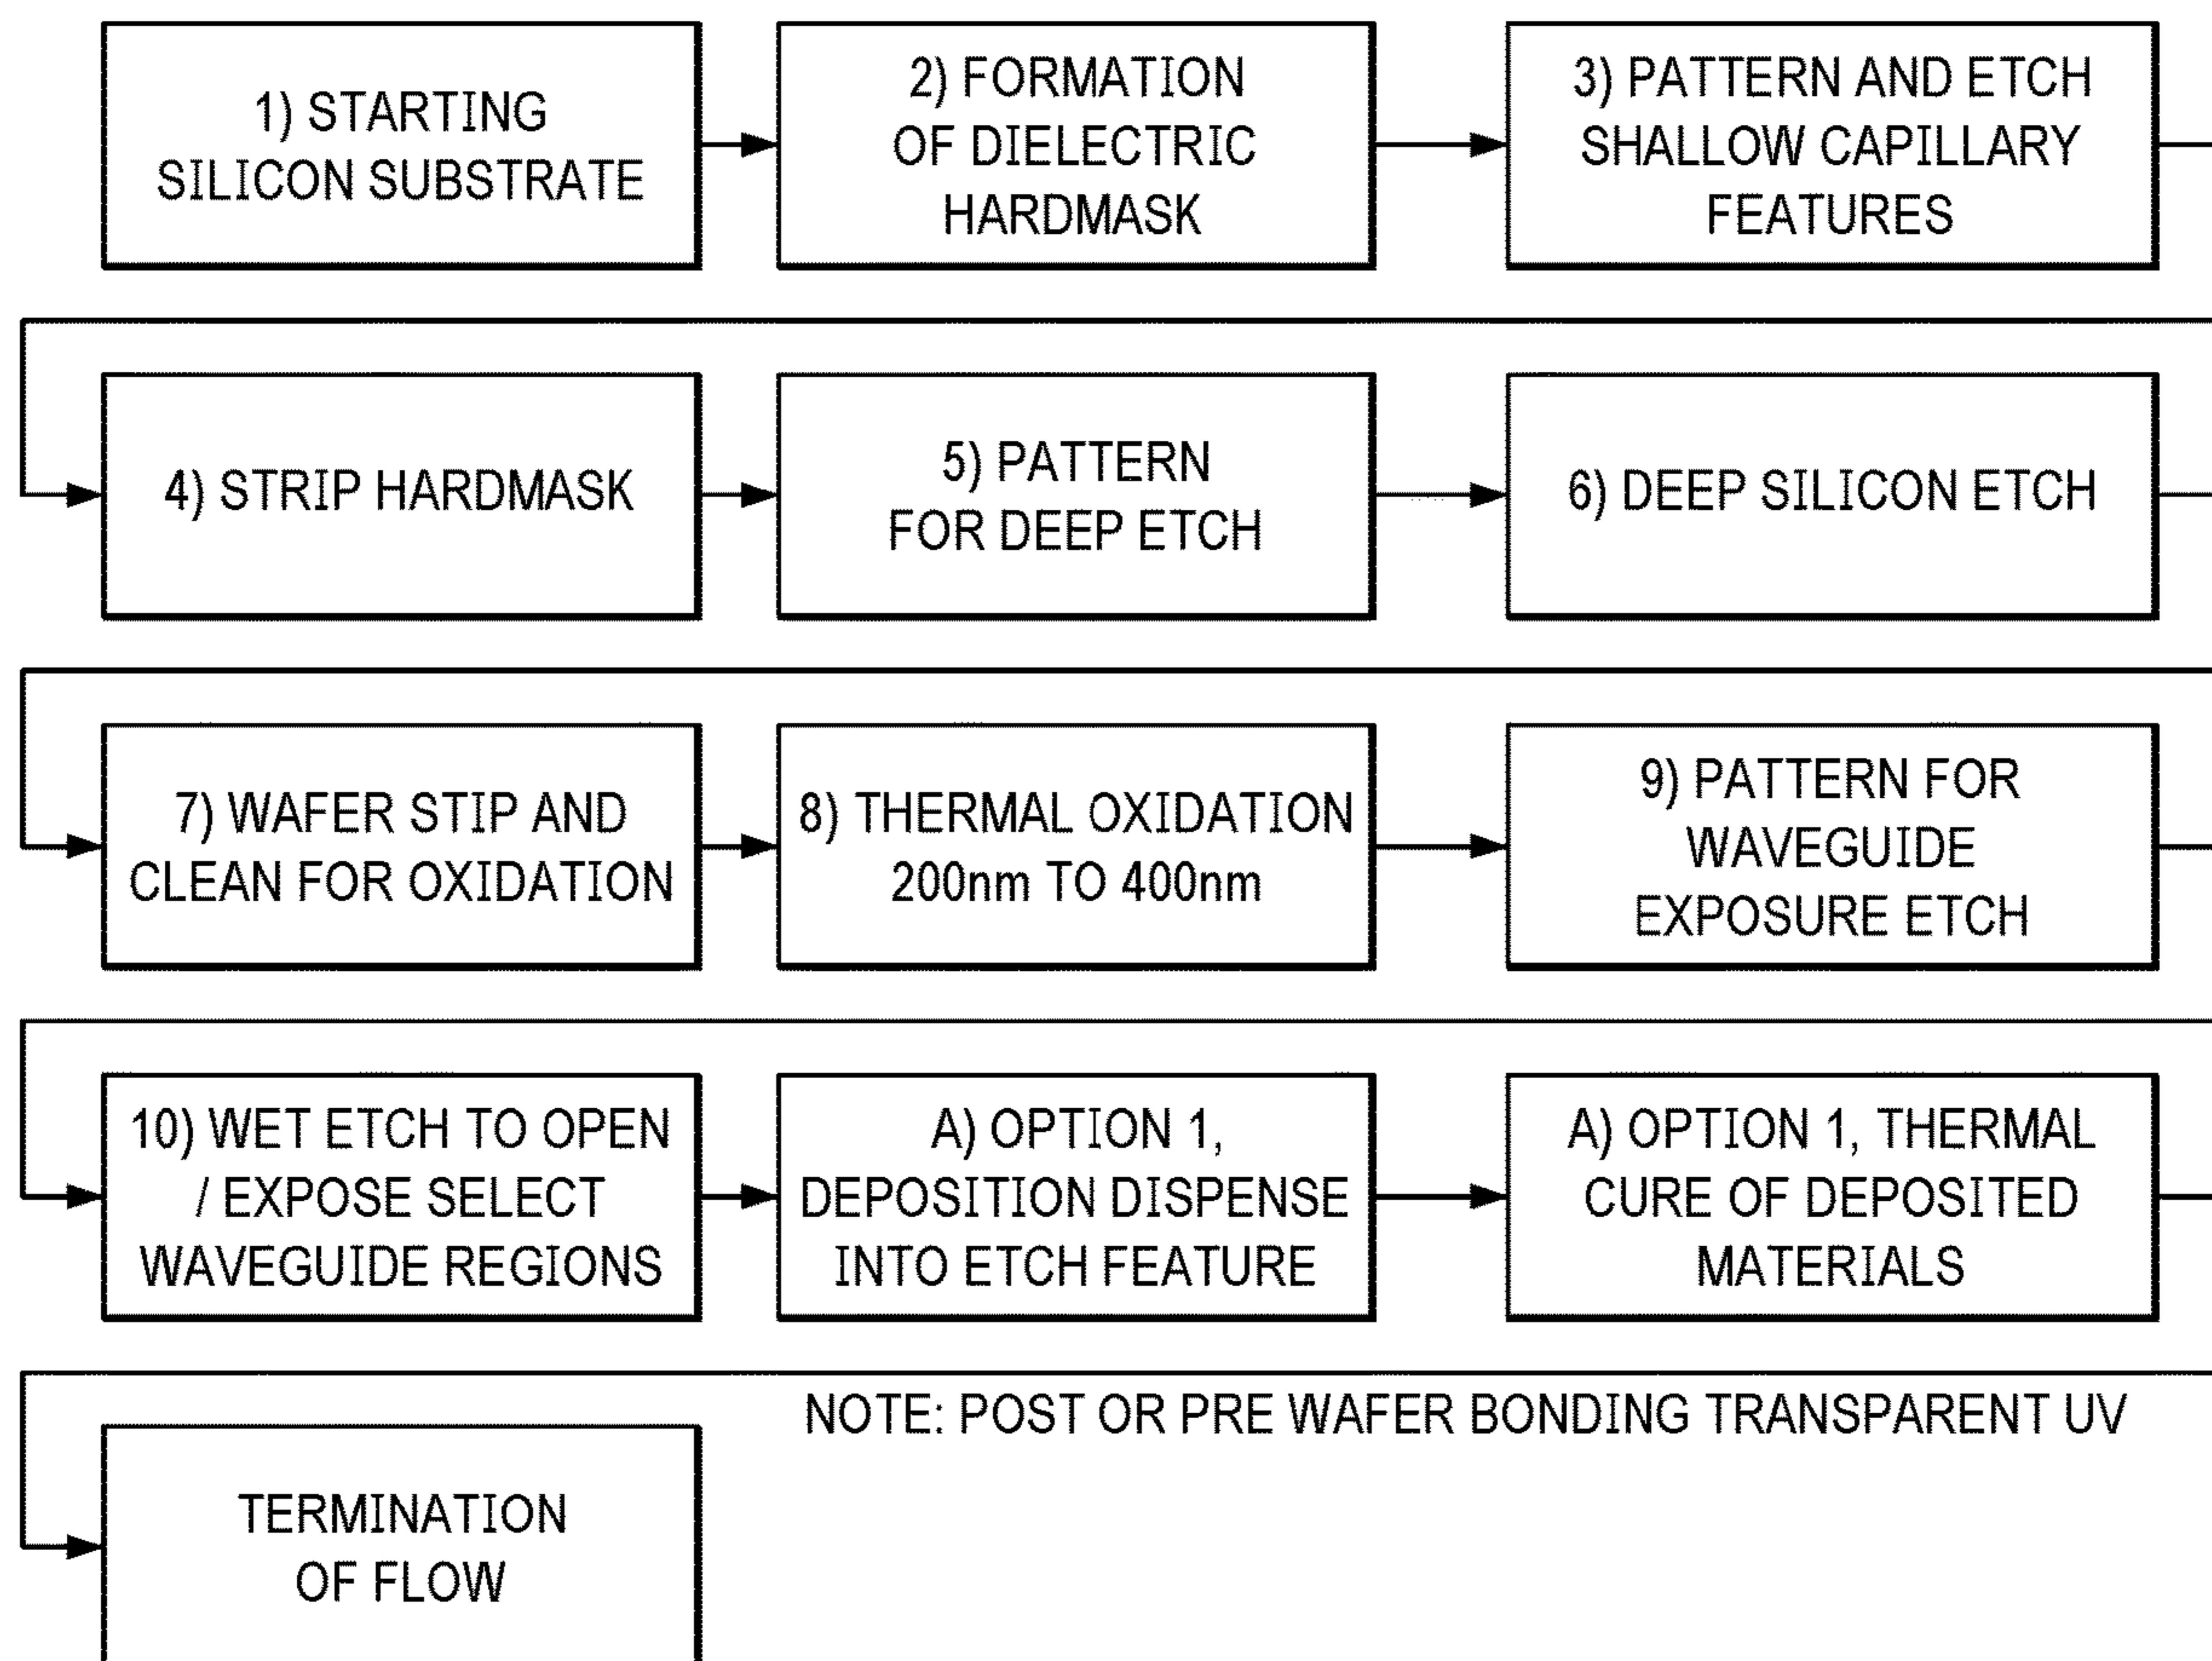 1) STARTING
SILICON SUBSTRATE
2) FORMATION
OF DIELECTRIC
HARDMASK
3) PATTERN AND ETCH
SHALLOW CAPILLARY
FEATURES
4) STRIP HARDMASK
5) PATTERN
FOR DEEP ETCH
6) DEEP SILICON ETCH
7) WAFER STIP AND
CLEAN FOR OXIDATION
8) THERMAL OXIDATION
200nm TO 400nm
9) PATTERN FOR
WAVEGUIDE
EXPOSURE ETCH
10) WET ETCH TO OPEN
/ EXPOSE SELECT
WAVEGUIDE REGIONS
A) OPTION 1,
DEPOSITION DISPENSE
INTO ETCH FEATURE
A) OPTION 1, THERMAL
CURE OF DEPOSITED
MATERIALS
NOTE: POST OR PRE WAFER BONDING TRANSPARENT UV
TERMINATION
OF FLOW